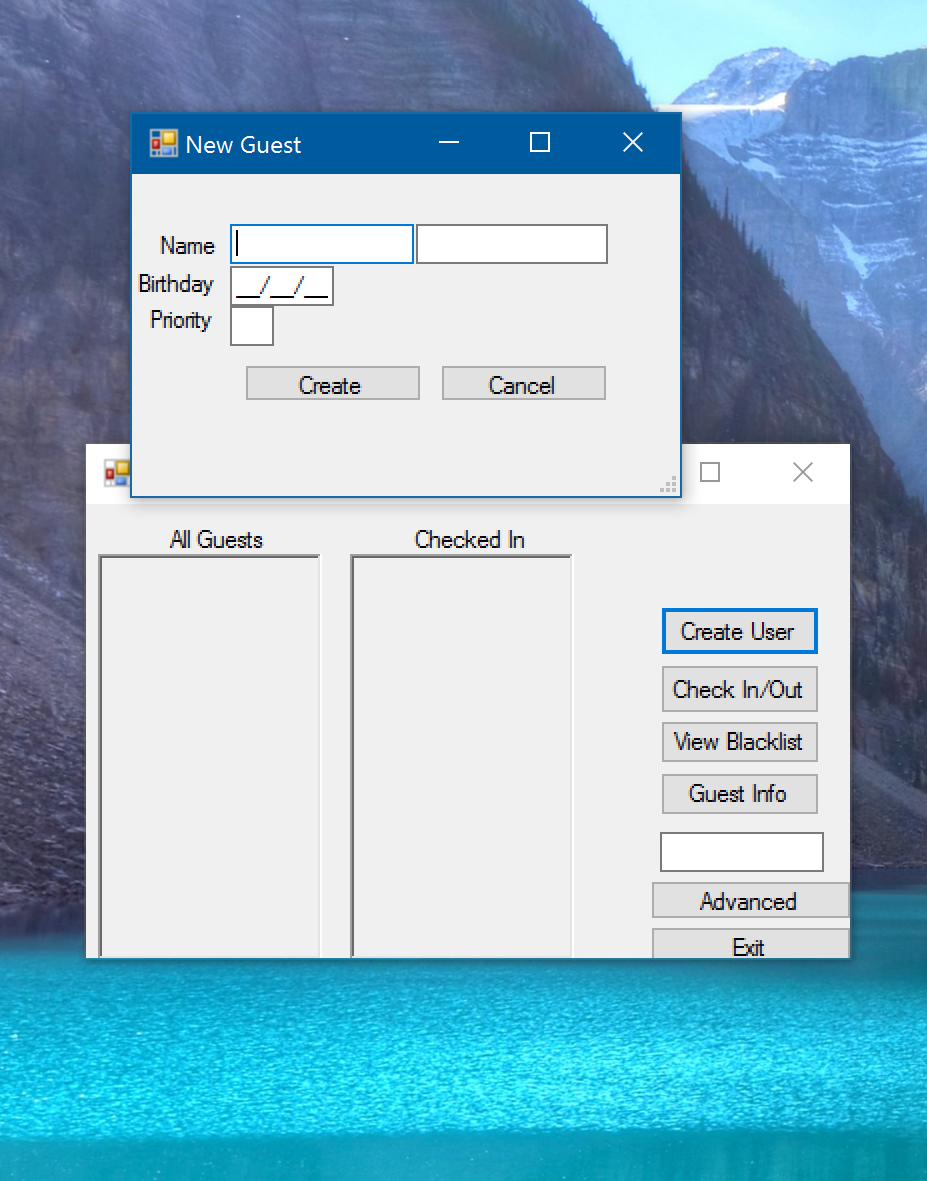 New Guest
Name
Birthday __/__/__
Priority
Create Cancel
All Guests Checked In
Create User
Check In/Out
View Blacklist
Guest Info
Advanced
Exit